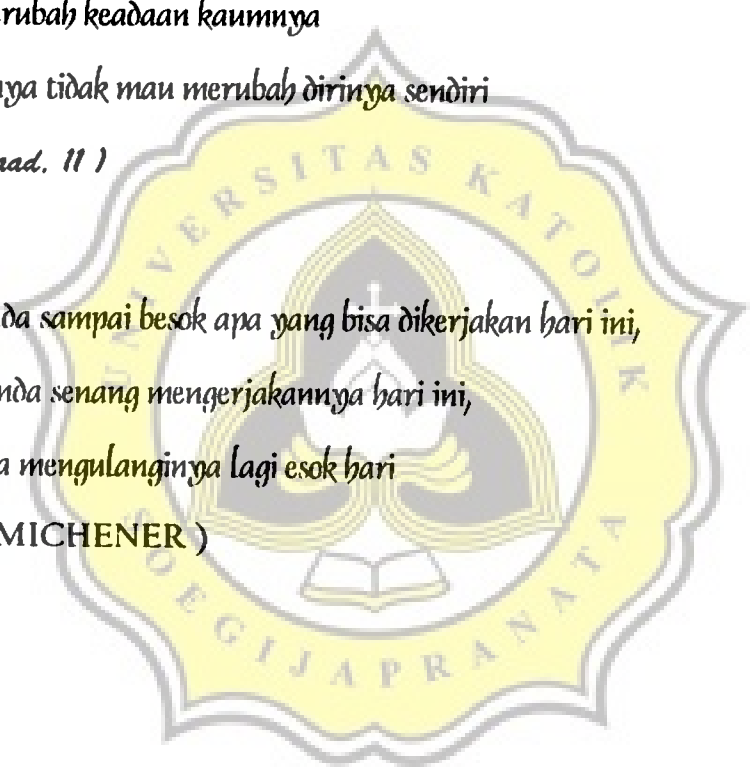 rubah keadaan kaumnya
ya tidak mau merubah dirinya sendiri
ad. 11 )
da sampai besok apa yang bisa dikerjakan hari ini,
nda senang mengerjakannya hari ini,
a mengulanginya lagi esok hari
MICHENER )
UNIVERSITAS KATOLIK
SOEGIJAPRANATA